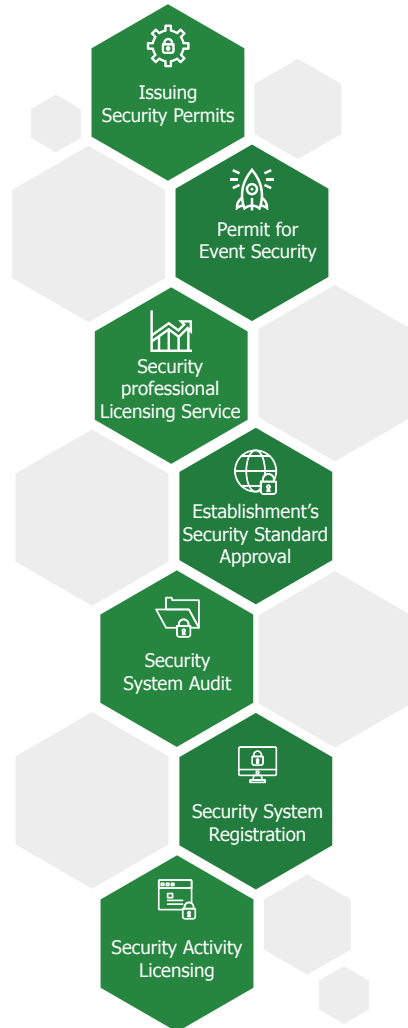 Issuing
Security Permits
Permit for
Event Security
Security
professional
Licensing Service
Establishment’s
Security Standard
Approval
Security
System Audit
Security System
Registration
Security Activity
Licensing